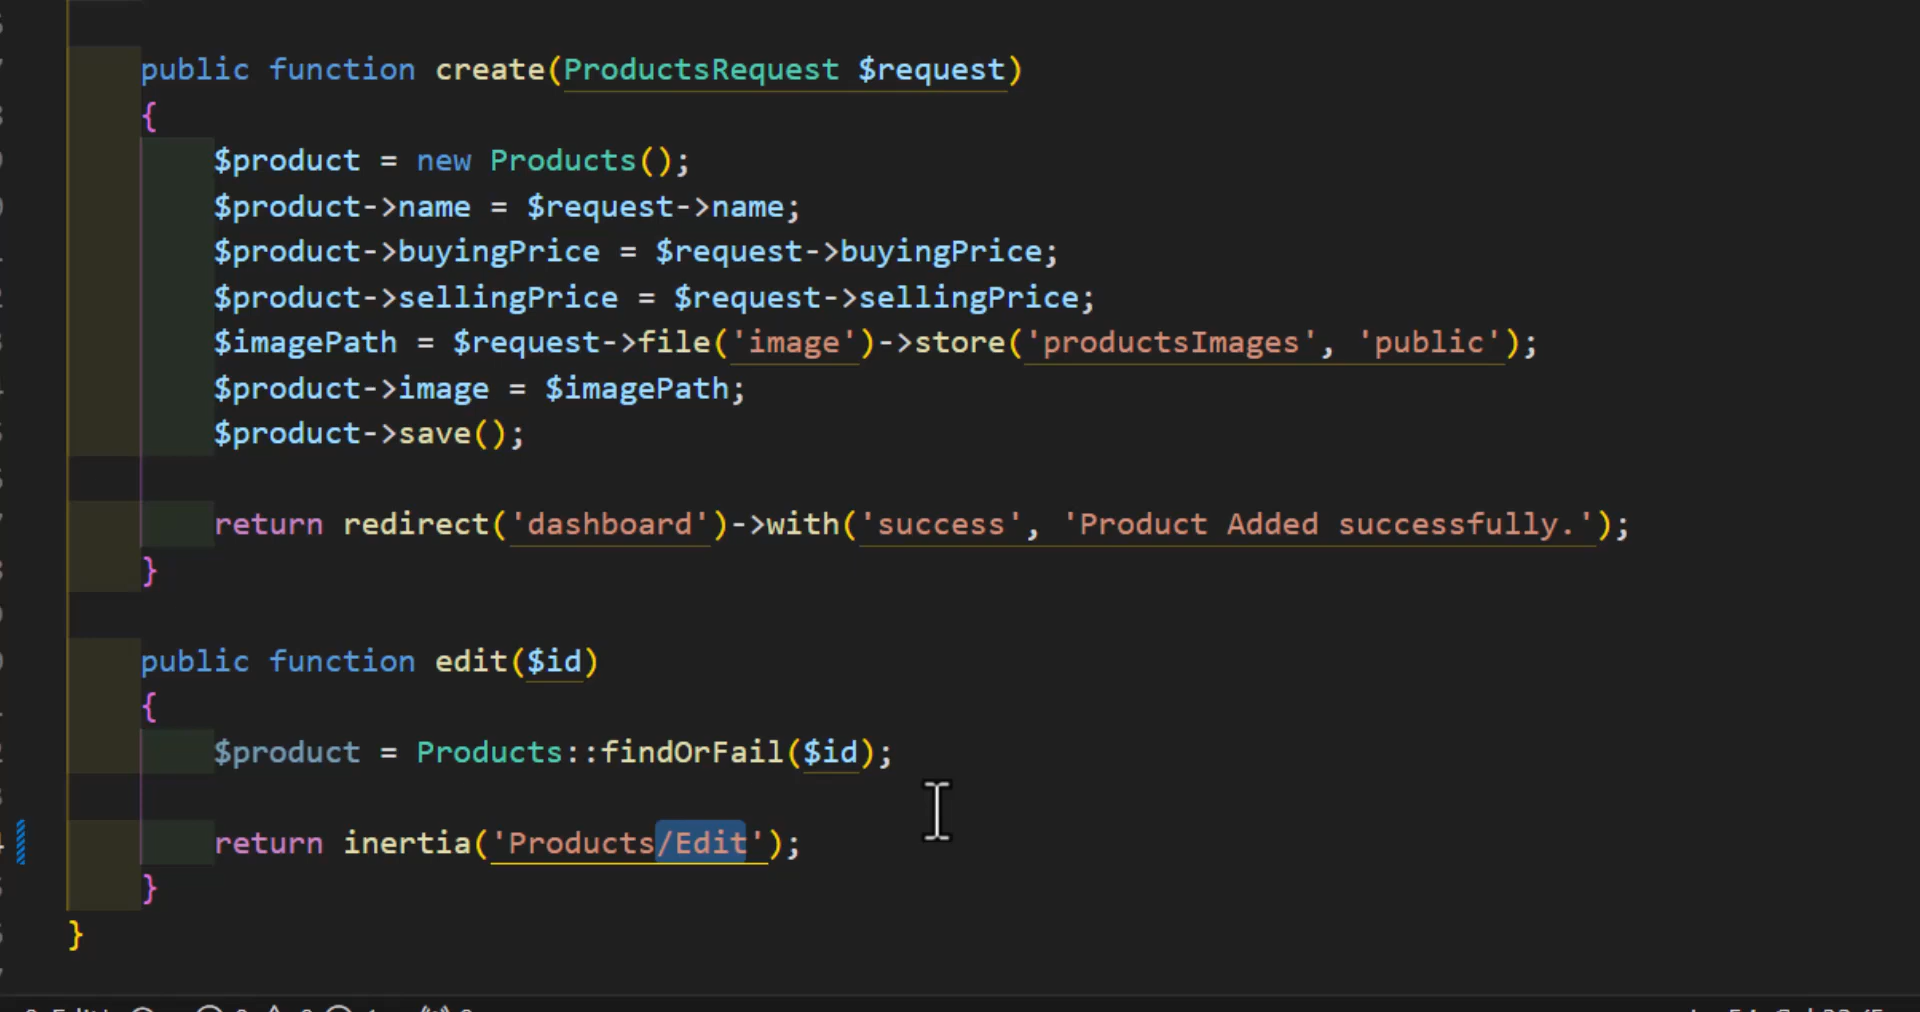 public function create(ProductsRequest $request)
{
$product = new Products();
$product->name = $request->name;
$product->buyingPrice = $request->buyingPrice;
$product->sellingPrice = $request->sellingPrice;
$imagePath = $request->file('image')->store('productsImages', 'public');
$product->image = $imagePath;
$product->save();
return redirect('dashboard')->with('success', 'Product Added successfully.');
}
public function edit($id)
{
$product = Products::findOrFail($id);
return inertia('Products/Edit');
}
}